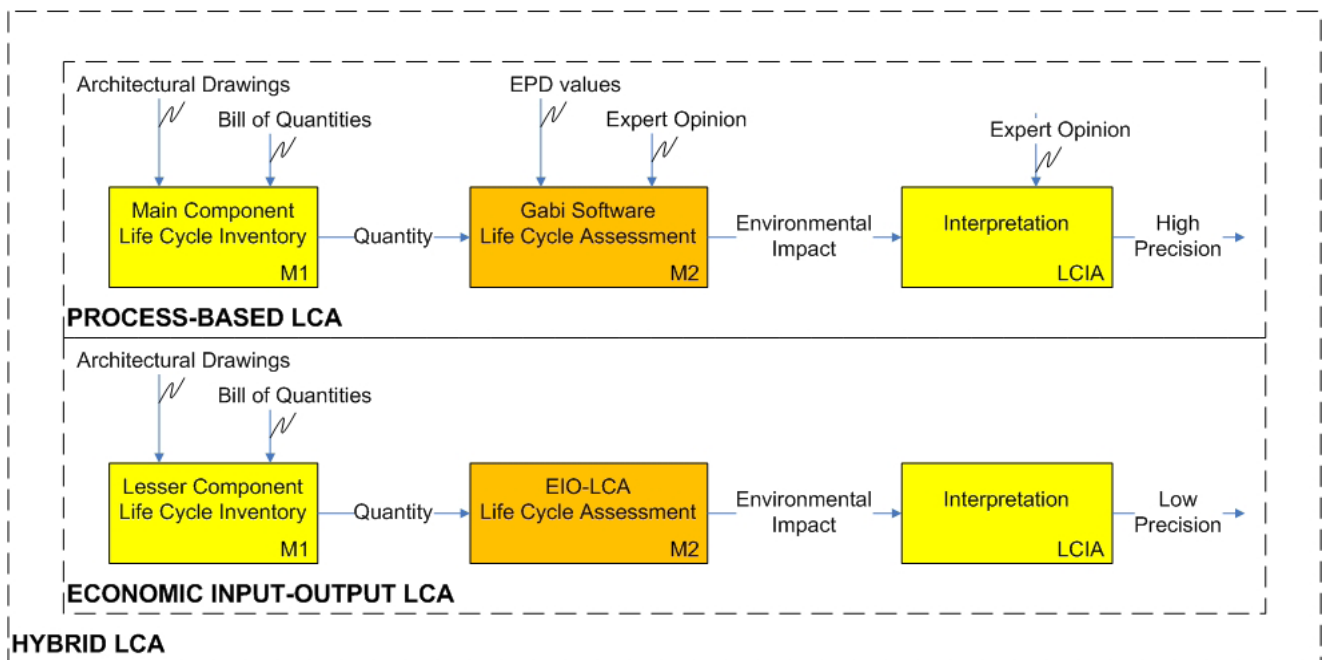 Architectural Drawings
Bill of Quantities
EPD values
Expert Opinion
Expert Opinion
Main Component
Life Cycle Inventory
M1
Quantity
Gabi Software
Life Cycle Assessment
M2
Environmental
Impact
Interpretation
LCIA
High
Precision
PROCESS-BASED LCA
Architectural Drawings
Bill of Quantities
Lesser Component
Life Cycle Inventory
M1
Quantity
EIO-LCA
Life Cycle Assessment
M2
Environmental
Impact
Interpretation
LCIA
Low
Precision
ECONOMIC INPUT-OUTPUT LCA
HYBRID LCA